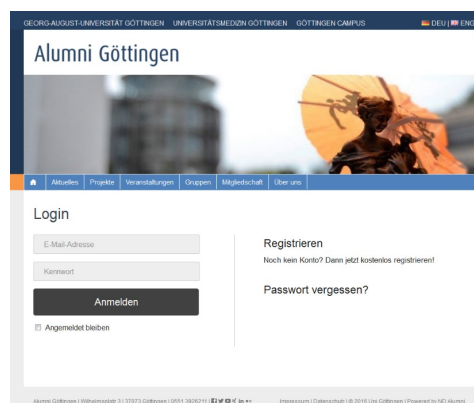 GEORG-AUGUST-UNIVERSITÄT GÖTTINGEN UNIVERSITÄTSMEDIZIN GÖTTINGEN GÖTTINGEN CAMPUS DEU | ENG
Alumni Göttingen
Aktuelles Projekte Veranstaltungen Gruppen Mitgliedschaft Über uns
Login
E-Mail-Adresse
Kennwort
Anmelden
Angemeldet bleiben
Registrieren
Noch kein Konto? Dann jetzt kostenlos registrieren!
Passwort vergessen?
Alumni Göttingen | Wilhelmsplatz 3 | 37073 Göttingen | 0551 3926211 |
Impressum | Datenschutz | © 2016 Uni Göttingen | Powered by ND Alumni